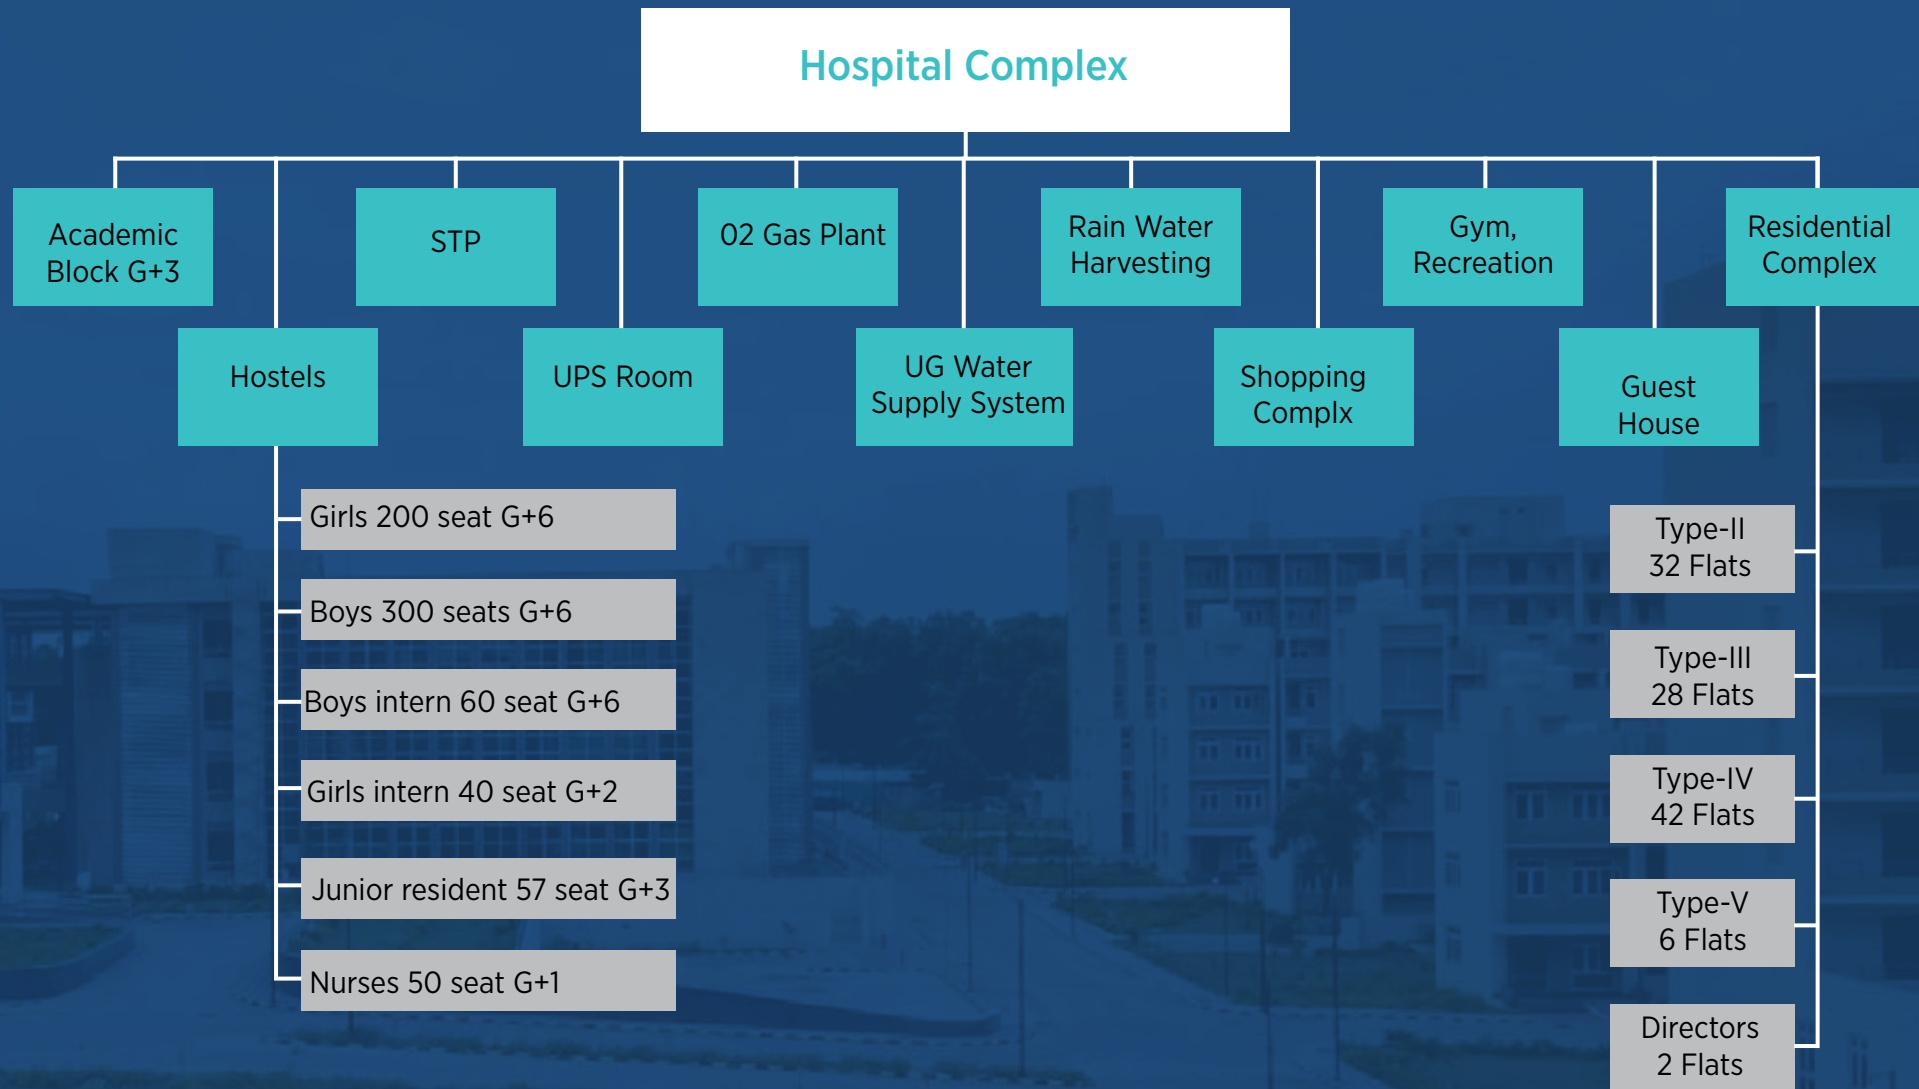 Hospital Complex
Academic
Block G+3
STP
02 Gas Plant
Rain Water
Harvesting
Gym,
Recreation
Residential
Complex
Hostels
UPS Room
UG Water
Supply System
Shopping
Complx
Guest
House
Girls 200 seat G+6
Boys 300 seats G+6
Boys intern 60 seat G+6
Girls intern 40 seat G+2
Junior resident 57 seat G+3
Nurses 50 seat G+1
Type-II
32 Flats
Type-III
28 Flats
Type-IV
42 Flats
Type-V
6 Flats
Directors
2 Flats